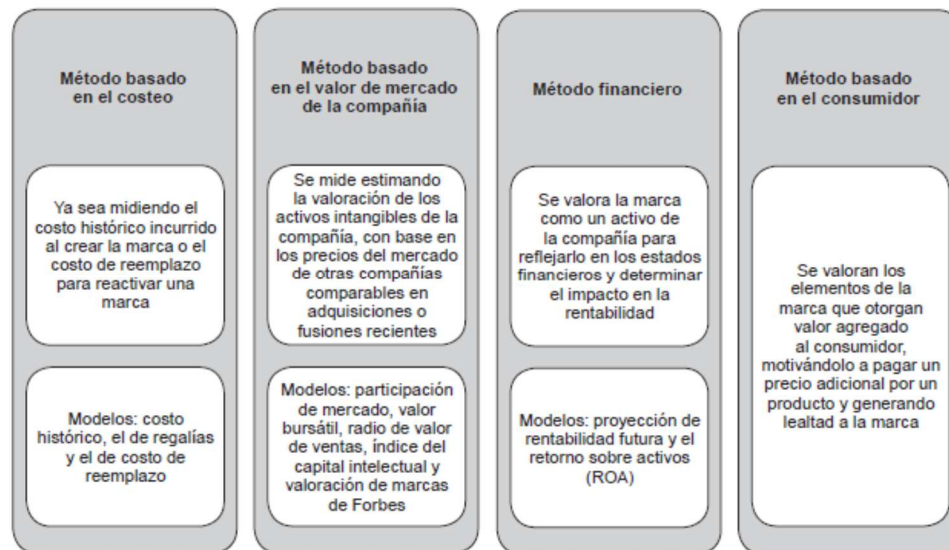 Método basado
en el costeo
Ya sea midiendo el
costo histórico incurrido
al crear la marca o el
costo de reemplazo
para reactivar una
marca
Modelos: costo
histórico, el de regalías
y el de costo de
reemplazo
Método basado
en el valor de mercado
de la compañía
Se mide estimando
la valoración de los
activos intangibles de la
compañía, con base en
los precios del mercado
de otras compañías
comparables en
adquisiciones o
fusiones recientes
Modelos: participación
de mercado, valor
bursátil, radio de valor
de ventas, índice del
capital intelectual y
valoración de marcas
de Forbes
Método financiero
Se valora la marca
como un activo de
la compañía para
reflejarlo en los estados
financieros y determinar
el impacto en la
rentabilidad
Modelos: proyección de
rentabilidad futura y el
retorno sobre activos
(ROA)
Método basado
en el consumidor
Se valoran los
elementos de la
marca que otorgan
valor agregado
al consumidor,
motivándolo a pagar un
precio adicional por un
producto y generando
lealtad a la marca